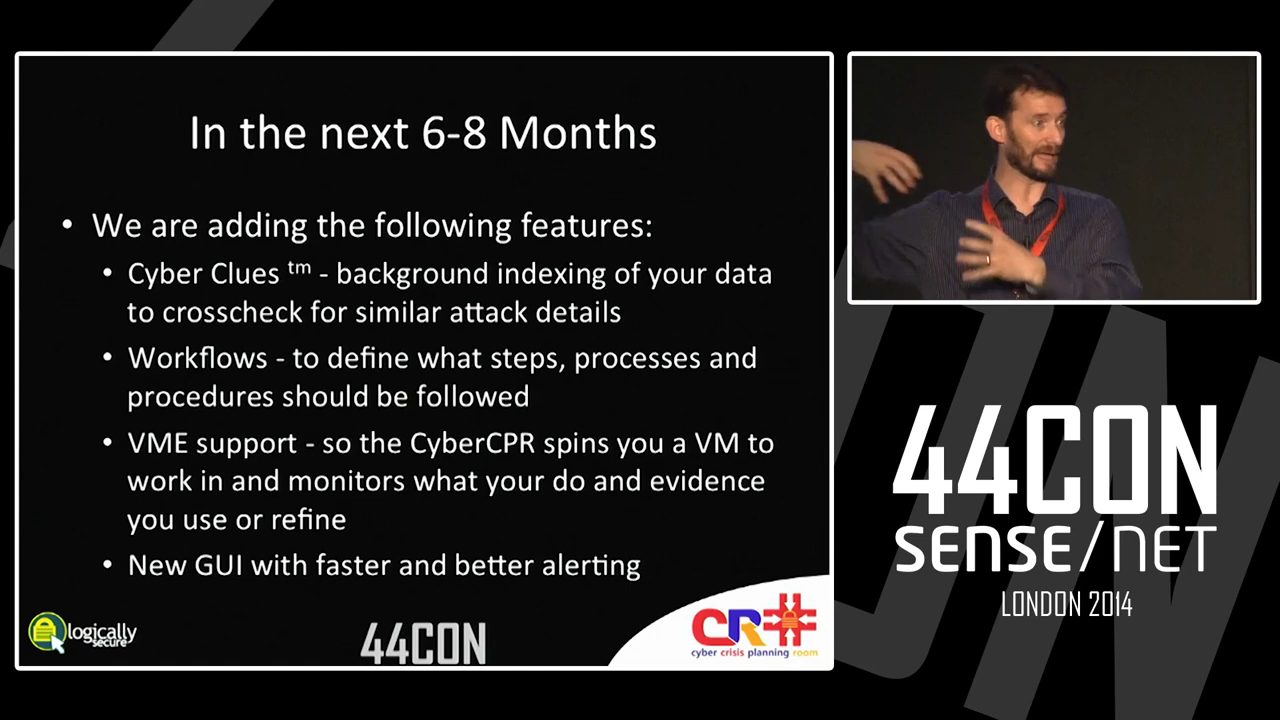 In the next 6-8 Months
• We are adding the following features:
• Cyber Clues ™ - background indexing of your data
to crosscheck for similar attack details
• Workflows - to define what steps, processes and
procedures should be followed
• VME support - so the CyberCPR spins you a VM to
work in and monitors what your do and evidence
you use or refine
• New GUI with faster and better alerting
logically
secure
44CON
CR
cyber crisis planning room
44CON
SENSE/NET
LONDON 2014